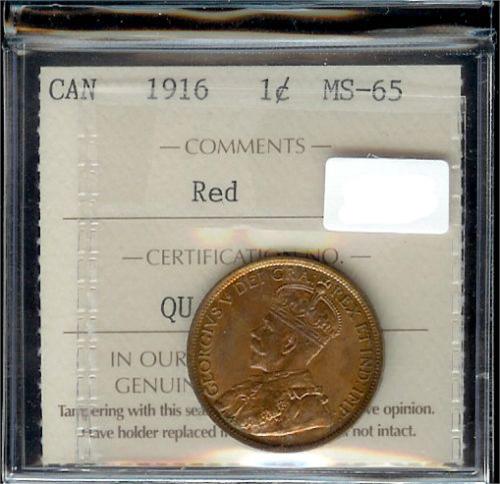 CAN 1916 1¢ MS-65
— COMMENTS —
Red
— CERTIFICATION NO. —
QU
IN OUR
GENUIN
Tampering with this sea ve opinion.
Have holder replaced not intact.
GEORGIVS V DEI GRA: REX ET IND: IMP: